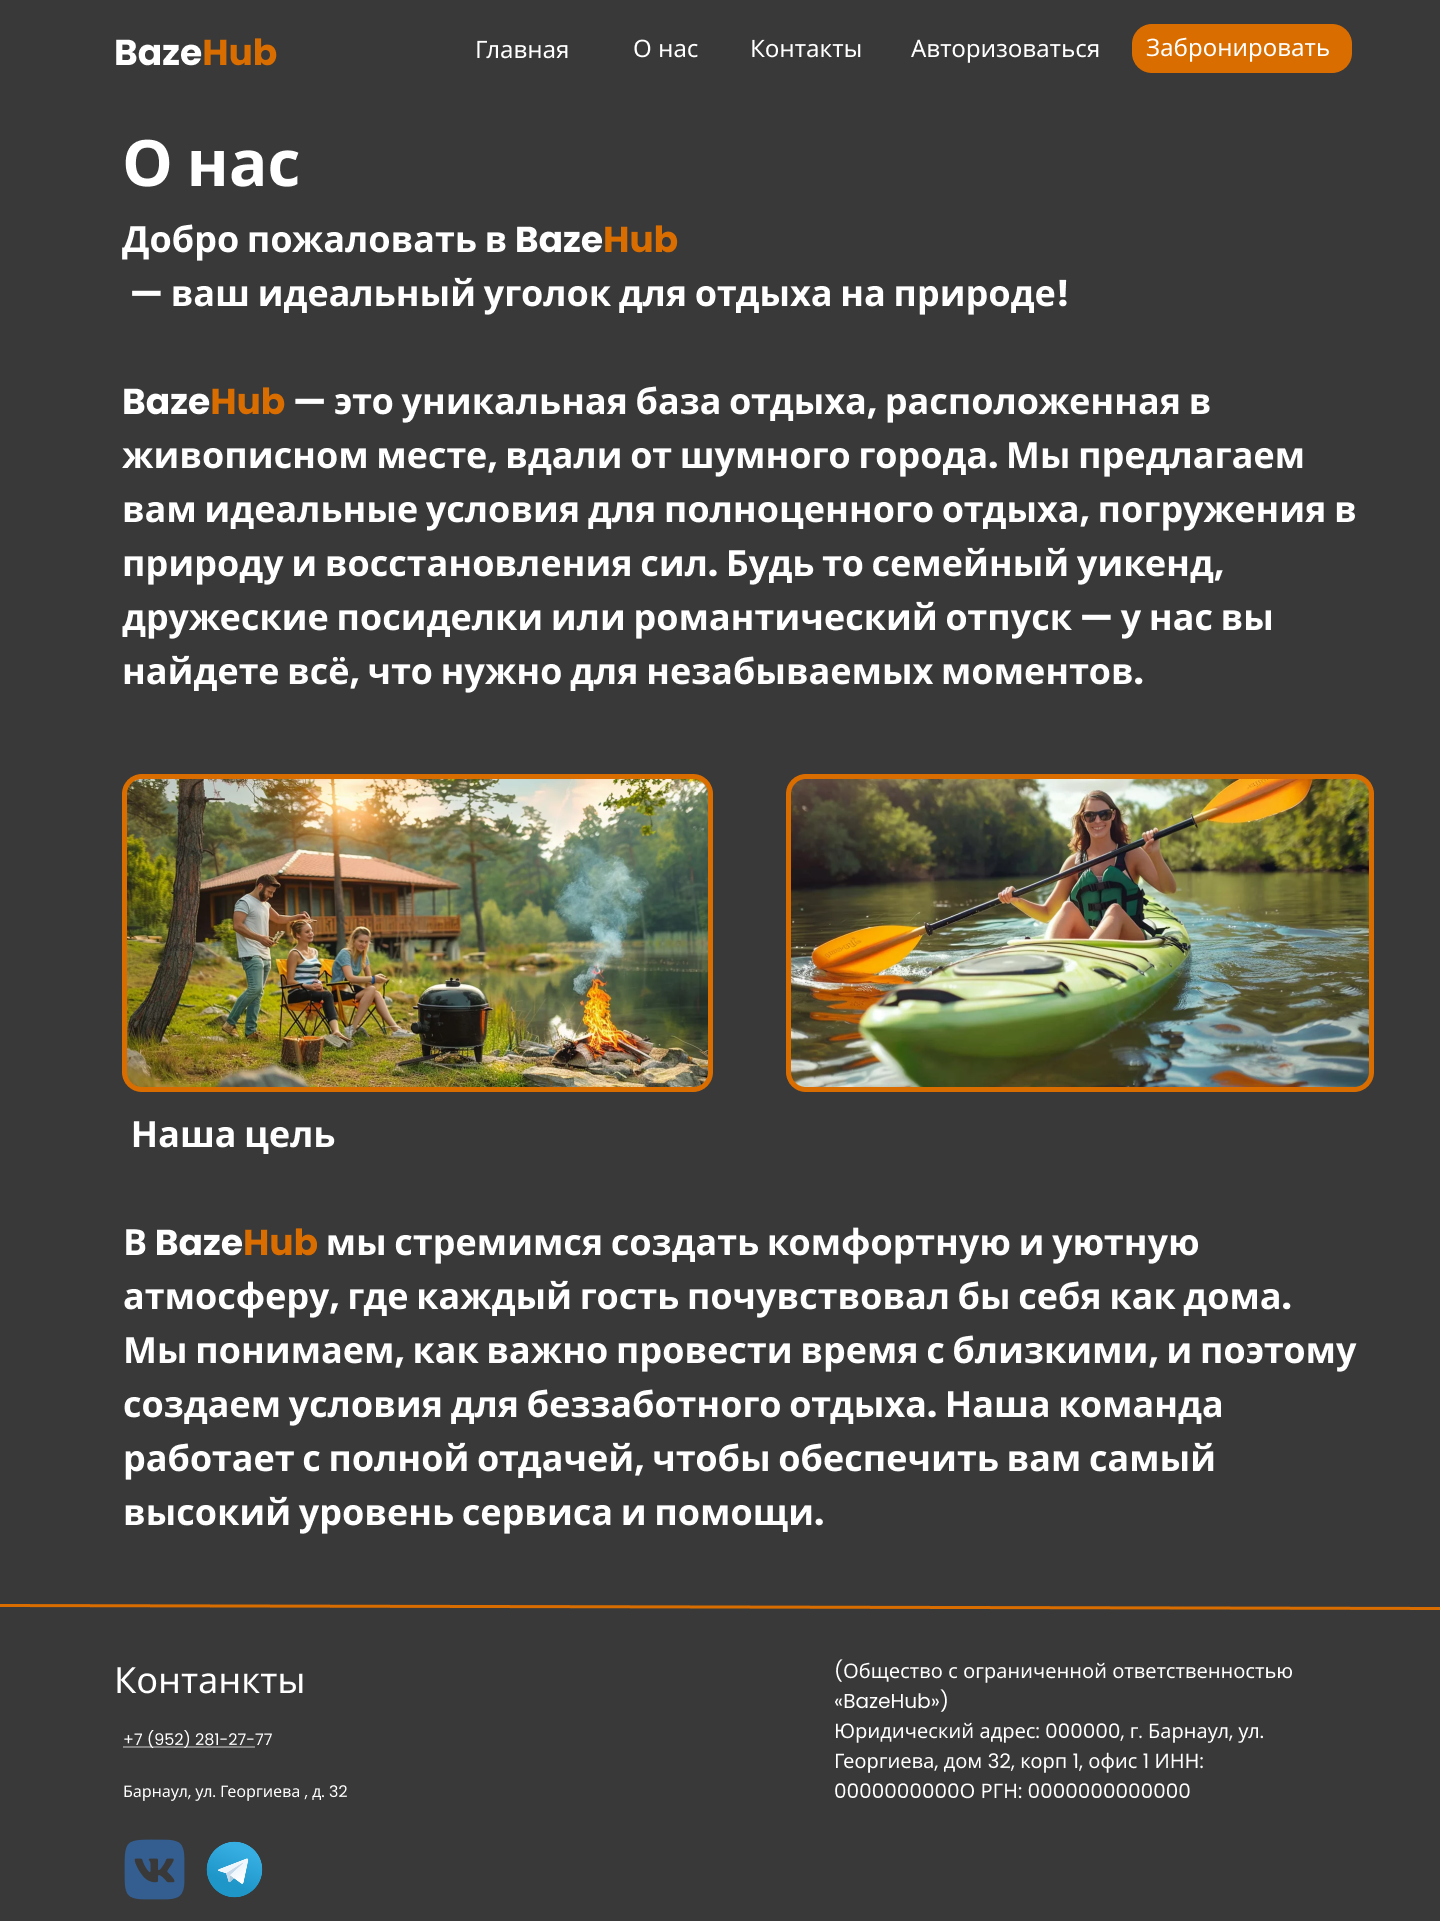 BazeHub
Главная
О нас
Контакты
Авторизоваться
Забронировать
О нас
Добро пожаловать в BazeHub
— ваш идеальный уголок для отдыха на природе!
BazeHub — это уникальная база отдыха, расположенная в
живописном месте, вдали от шумного города. Мы предлагаем
вам идеальные условия для полноценного отдыха, погружения в
природу и восстановления сил. Будь то семейный уикенд,
дружеские посиделки или романтический отпуск — у нас вы
найдете всё, что нужно для незабываемых моментов.
Наша цель
В BazeHub мы стремимся создать комфортную и уютную
атмосферу, где каждый гость почувствовал бы себя как дома.
Мы понимаем, как важно провести время с близкими, и поэтому
создаем условия для беззаботного отдыха. Наша команда
работает с полной отдачей, чтобы обеспечить вам самый
высокий уровень сервиса и помощи.
Контанкты
+7 (952) 281-27-77
Барнаул, ул. Георгиева , д. 32
(Общество с ограниченной ответственностью
«BazeHub»)
Юридический адрес: 000000, г. Барнаул, ул.
Георгиева, дом 32, корп 1, офис 1 ИНН:
0000000000О РГН: 0000000000000